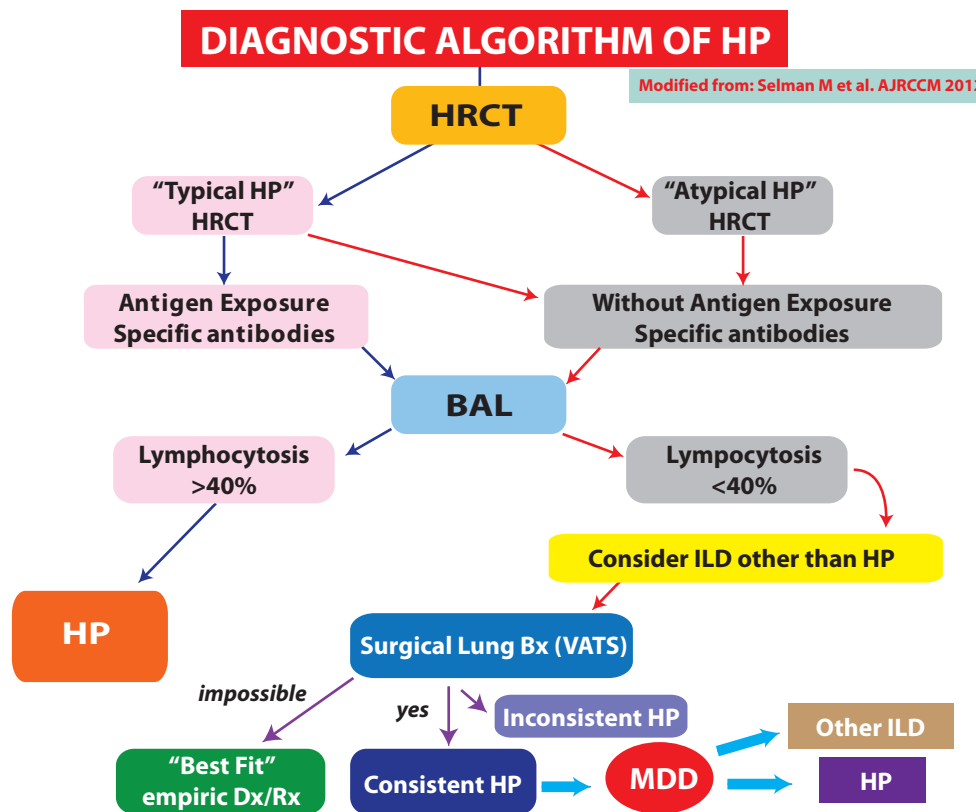 DIAGNOSTIC ALGORITHM OF HP
Modified from: Selman M et al. AJRCCM 2012
HRCT
“Typical HP”
HRCT
“Atypical HP”
HRCT
Antigen Exposure
Specific antibodies
Without Antigen Exposure
Specific antibodies
BAL
Lymphocytosis
>40%
Lympocytosis
<40%
Consider ILD other than HP
HP
Surgical Lung Bx (VATS)
impossible
yes
Inconsistent HP
Other ILD
“Best Fit”
empiric Dx/Rx
Consistent HP
MDD
HP